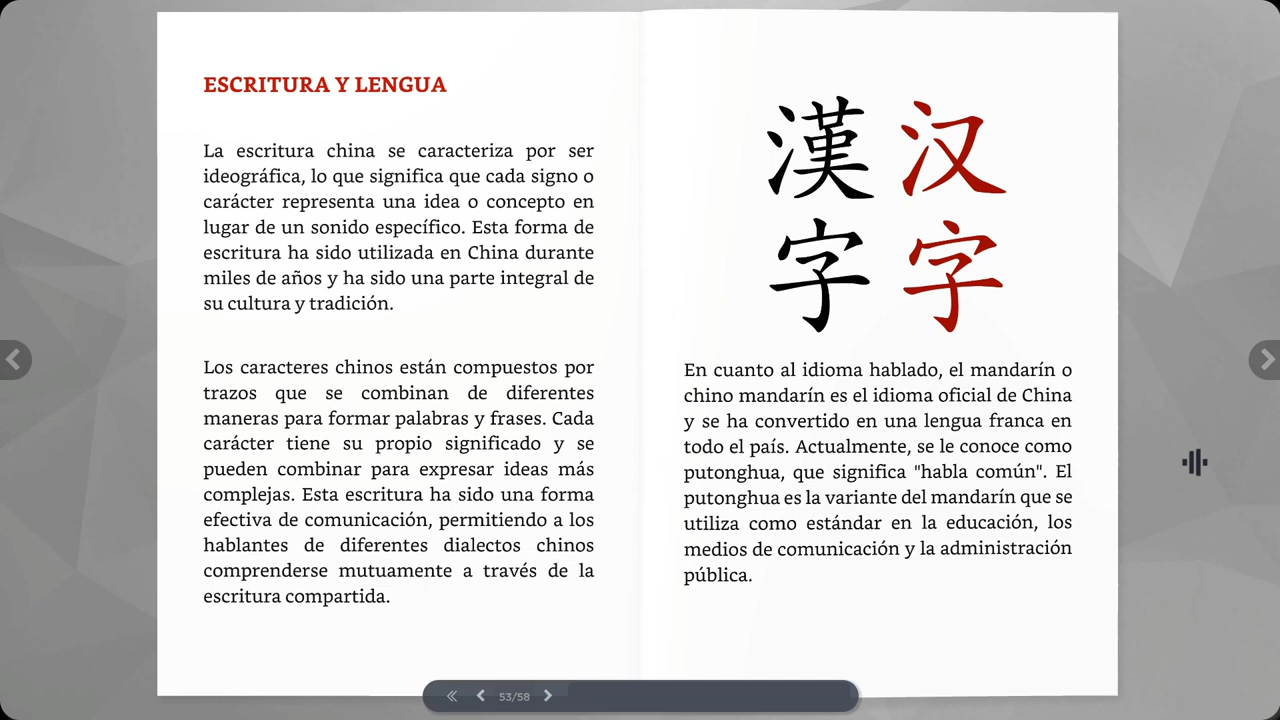 ESCRITURA Y LENGUA
La escritura china se caracteriza por ser
ideográfica, lo que significa que cada signo o
carácter representa una idea o concepto en
lugar de un sonido específico. Esta forma de
escritura ha sido utilizada en China durante
miles de años y ha sido una parte integral de
su cultura y tradición.
Los caracteres chinos están compuestos por
trazos que se combinan de diferentes
maneras para formar palabras y frases. Cada
carácter tiene su propio significado y se
pueden combinar para expresar ideas más
complejas. Esta escritura ha sido una forma
efectiva de comunicación, permitiendo a los
hablantes de diferentes dialectos chinos
comprenderse mutuamente a través de la
escritura compartida.
漢 汉
字 字
En cuanto al idioma hablado, el mandarín o
chino mandarín es el idioma oficial de China
y se ha convertido en una lengua franca en
todo el país. Actualmente, se le conoce como
putonghua, que significa "habla común". El
putonghua es la variante del mandarín que se
utiliza como estándar en la educación, los
medios de comunicación y la administración
pública.
53/58